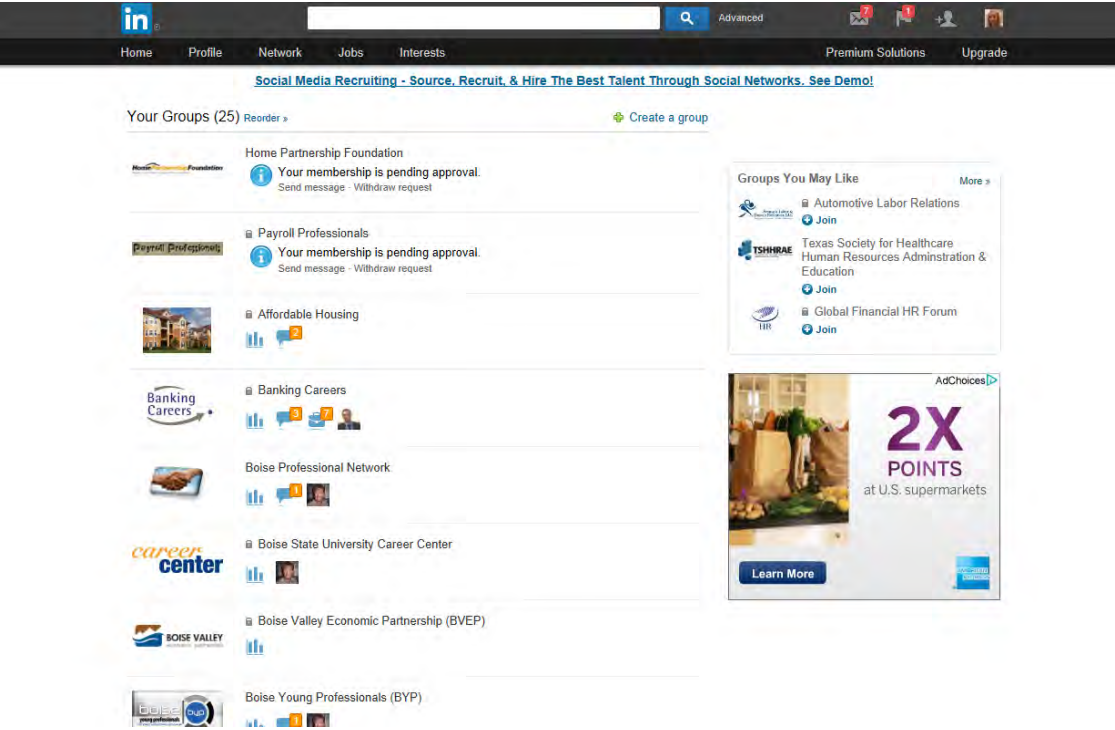 in
Advanced
7
1
Home Profile Network Jobs Interests Premium Solutions Upgrade
Social Media Recruiting - Source, Recruit, & Hire The Best Talent Through Social Networks. See Demo!
Your Groups (25) Reorder »
Create a group
Home Partnership Foundation
Home Partnership Foundation
Your membership is pending approval.
Send message · Withdraw request
Payroll Professionals
Payroll Professionals
Your membership is pending approval.
Send message · Withdraw request
Affordable Housing
2
Banking
Careers
Banking Careers
3
7
Boise Professional Network
1
career
center
Boise State University Career Center
BOISE VALLEY
Boise Valley Economic Partnership (BVEP)
boise
young professionals
byp
Boise Young Professionals (BYP)
1
Groups You May Like More »
Automotive Labor Relations
Join
TSHHRAE
Texas Society for Healthcare
Human Resources Adminstration &
Education
Join
HR
Global Financial HR Forum
Join
AdChoices
2X
POINTS
at U.S. supermarkets
Learn More